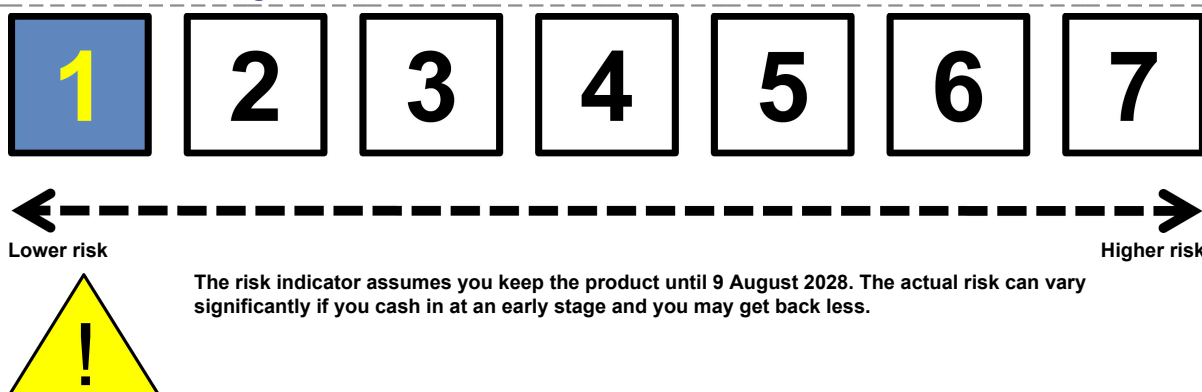 1 2 3 4 5 6 7
Lower risk Higher risk
The risk indicator assumes you keep the product until 9 August 2028. The actual risk can vary
significantly if you cash in at an early stage and you may get back less.
!